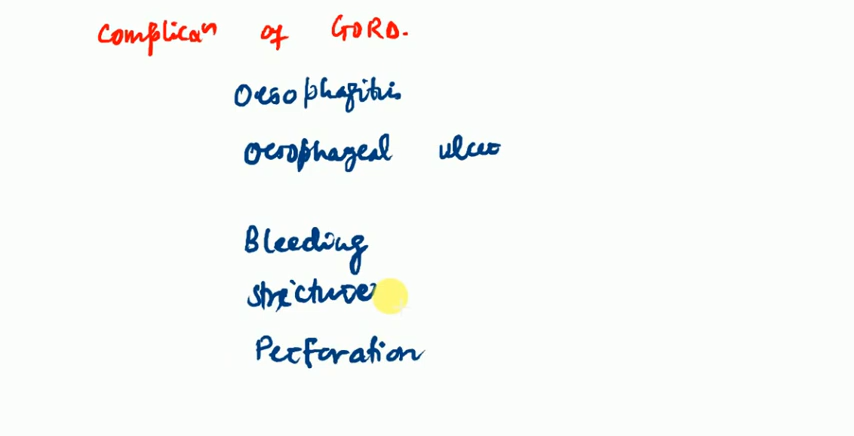 Complicaⁿ of GORD.
Oesophagitis
Oesophageal ulcer
Bleeding
Stricture
Perforation